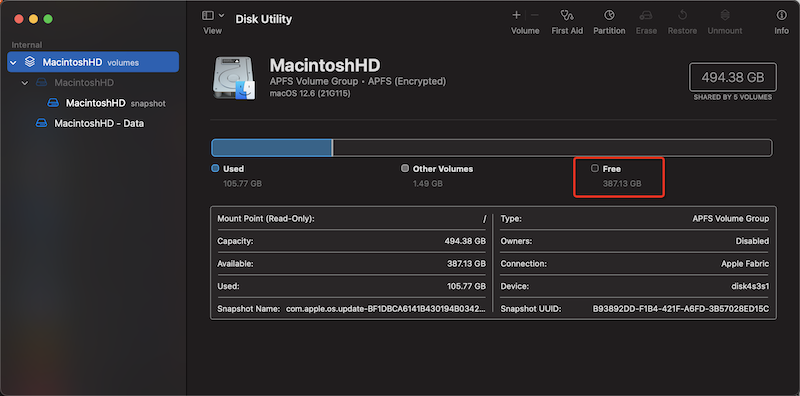 Disk Utility
View
Volume
First Aid
Partition
Erase
Restore
Unmount
Info
Internal
MacintoshHD volumes
MacintoshHD
MacintoshHD snapshot
MacintoshHD - Data
MacintoshHD
APFS Volume Group • APFS (Encrypted)
macOS 12.6 (21G115)
494.38 GB
SHARED BY 5 VOLUMES
Used
105.77 GB
Other Volumes
1.49 GB
Free
387.13 GB
Mount Point (Read-Only): /
Capacity: 494.38 GB
Available: 387.13 GB
Used: 105.77 GB
Snapshot Name: com.apple.os.update-BF1DBCA6141B430194B0342...
Type: APFS Volume Group
Owners: Disabled
Connection: Apple Fabric
Device: disk4s3s1
Snapshot UUID: B93892DD-F1B4-421F-A6FD-3B57028ED15C